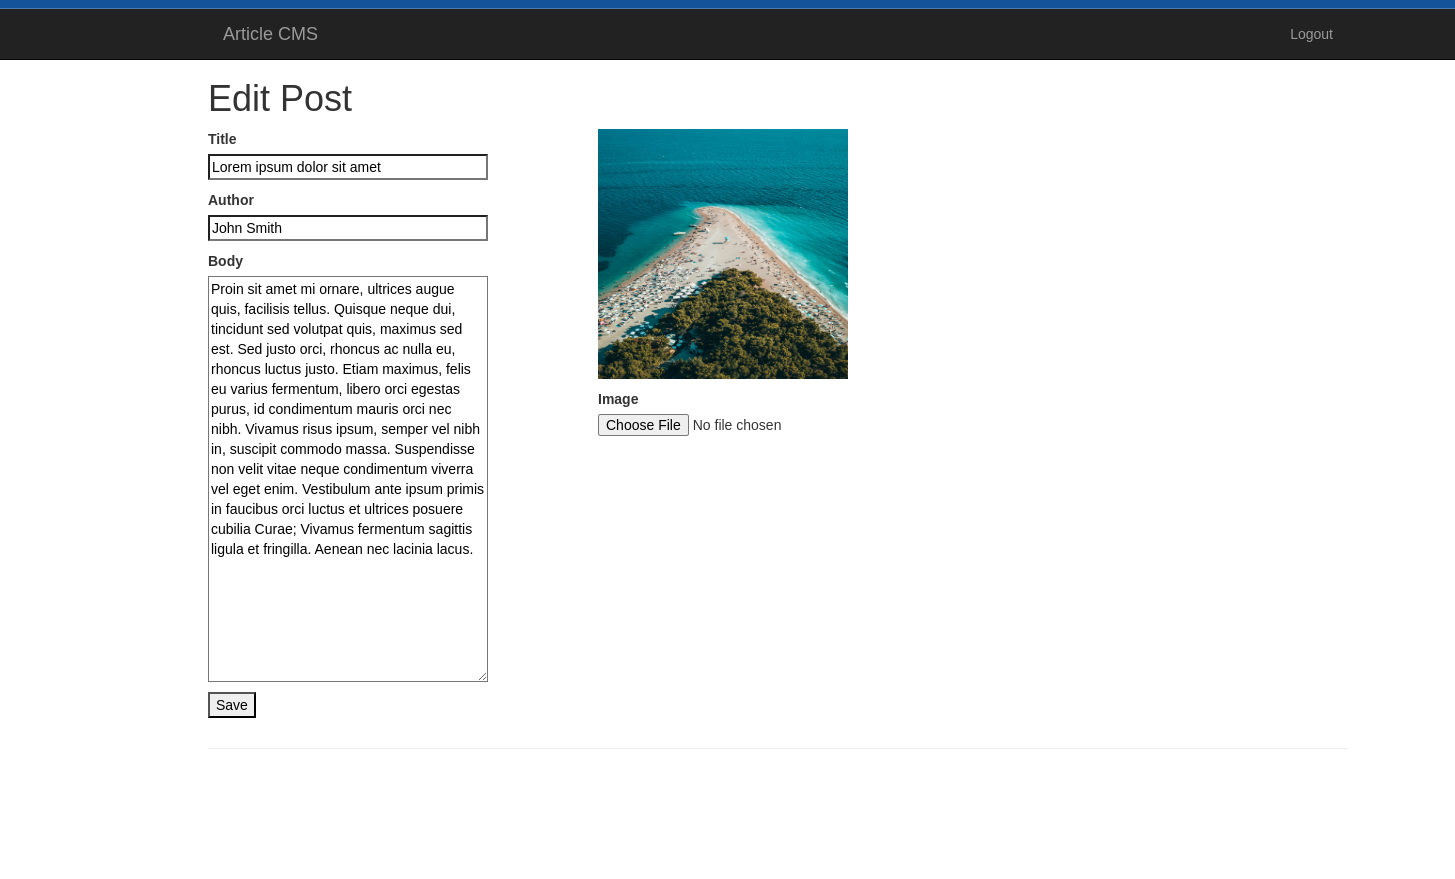 Article CMS
Logout
Edit Post
Title
Lorem ipsum dolor sit amet
Author
John Smith
Body
Proin sit amet mi ornare, ultrices augue
quis, facilisis tellus. Quisque neque dui,
tincidunt sed volutpat quis, maximus sed
est. Sed justo orci, rhoncus ac nulla eu,
rhoncus luctus justo. Etiam maximus, felis
eu varius fermentum, libero orci egestas
purus, id condimentum mauris orci nec
nibh. Vivamus risus ipsum, semper vel nibh
in, suscipit commodo massa. Suspendisse
non velit vitae neque condimentum viverra
vel eget enim. Vestibulum ante ipsum primis
in faucibus orci luctus et ultrices posuere
cubilia Curae; Vivamus fermentum sagittis
ligula et fringilla. Aenean nec lacinia lacus.
Save
Image
Choose File No file chosen